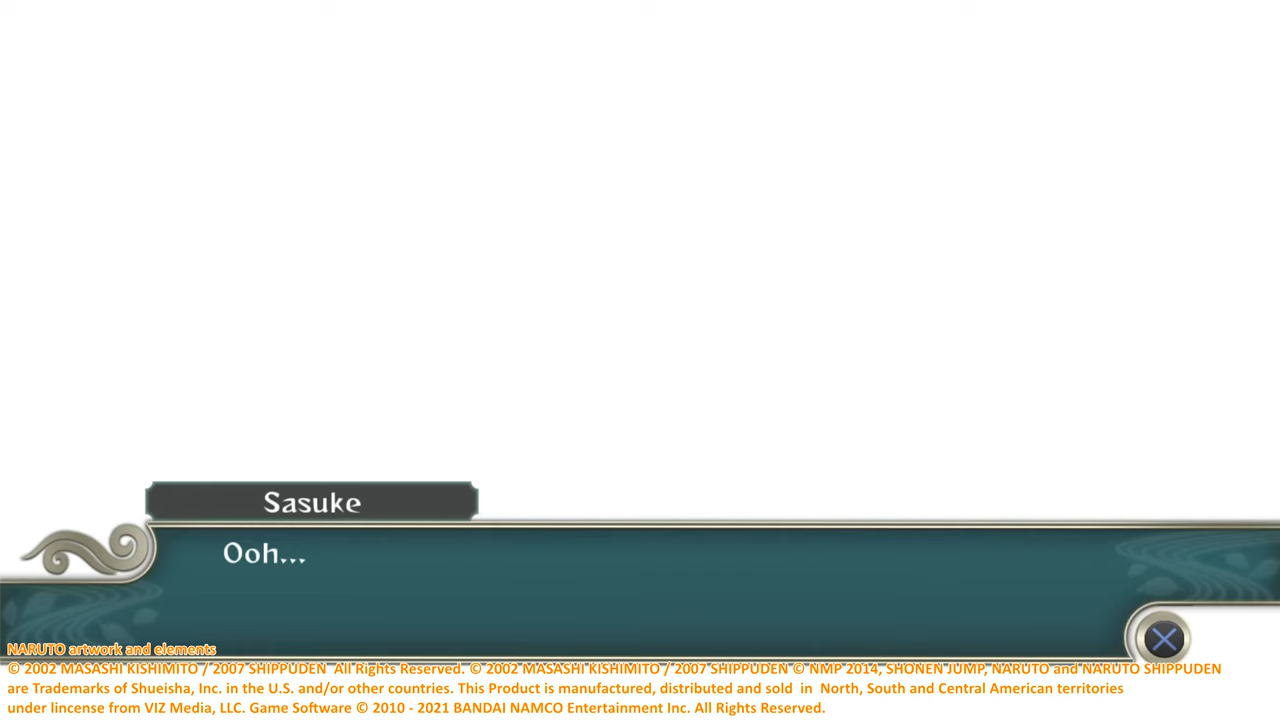 Sasuke
Ooh...
NARUTO artwork and elements
© 2002 MASASHI KISHIMITO / 2007 SHIPPUDEN All Rights Reserved. © 2002 MASASHI KISHIMITO / 2007 SHIPPUDEN © NMP 2014, SHONEN JUMP, NARUTO and NARUTO SHIPPUDEN
are Trademarks of Shueisha, Inc. in the U.S. and/or other countries. This Product is manufactured, distributed and sold in North, South and Central American territories
under lincense from VIZ Media, LLC. Game Software © 2010 - 2021 BANDAI NAMCO Entertainment Inc. All Rights Reserved.